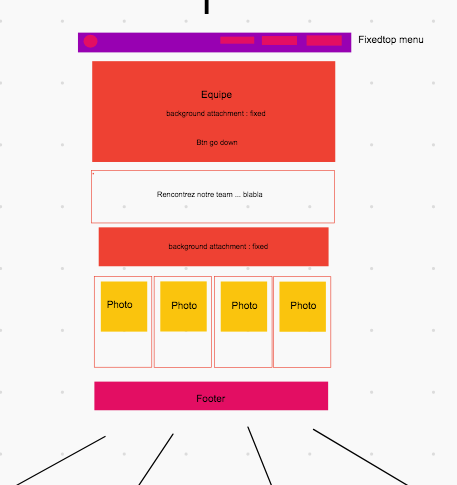 Fixedtop menu
Equipe
background attachment : fixed
Btn go down
Rencontrez notre team ... blabla
background attachment : fixed
Photo Photo Photo Photo
Footer